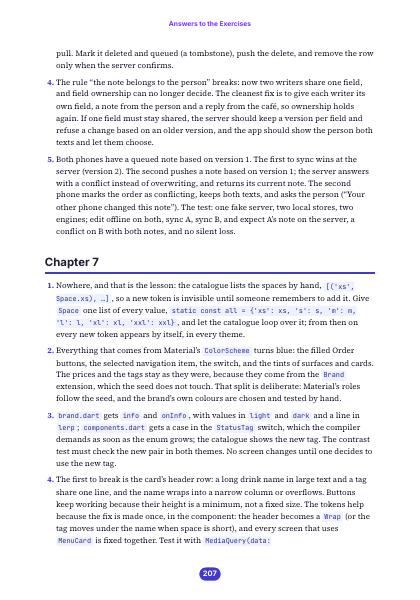 Answers to the Exercises
pull. Mark it deleted and queued (a tombstone), push the delete, and remove the row
only when the server confirms.
4. The rule “the note belongs to the person” breaks: now two writers share one field,
and field ownership can no longer decide. The cleanest fix is to give each writer its
own field, a note from the person and a reply from the café, so ownership holds
again. If one field must stay shared, the server should keep a version per field and
refuse a change based on an older version, and the app should show the person both
texts and let them choose.
5. Both phones have a queued note based on version 1. The first to sync wins at the
server (version 2). The second pushes a note based on version 1; the server answers
with a conflict instead of overwriting, and returns its current note. The second
phone marks the order as conflicting, keeps both texts, and asks the person (“Your
other phone changed this note”). The test: one fake server, two local stores, two
engines; edit offline on both, sync A, sync B, and expect A’s note on the server, a
conflict on B with both notes, and no silent loss.
Chapter 7
1. Nowhere, and that is the lesson: the catalogue lists the spaces by hand, [('xs',
Space.xs), …] , so a new token is invisible until someone remembers to add it. Give
Space one list of every value, static const all = {'xs': xs, 's': s, 'm': m,
'l': l, 'xl': xl, 'xxl': xxl} , and let the catalogue loop over it; from then on
every new token appears by itself, in every theme.
2. Everything that comes from Material’s ColorScheme turns blue: the filled Order
buttons, the selected navigation item, the switch, and the tints of surfaces and cards.
The prices and the tags stay as they were, because they come from the Brand
extension, which the seed does not touch. That split is deliberate: Material’s roles
follow the seed, and the brand’s own colours are chosen and tested by hand.
3. brand.dart gets info and onInfo , with values in light and dark and a line in
lerp ; components.dart gets a case in the StatusTag switch, which the compiler
demands as soon as the enum grows; the catalogue shows the new tag. The contrast
test must check the new pair in both themes. No screen changes until one decides to
use the new tag.
4. The first to break is the card’s header row: a long drink name in large text and a tag
share one line, and the name wraps into a narrow column or overflows. Buttons
keep working because their height is a minimum, not a fixed size. The tokens help
because the fix is made once, in the component: the header becomes a Wrap (or the
tag moves under the name when space is short), and every screen that uses
MenuCard is fixed together. Test it with MediaQuery(data:
207